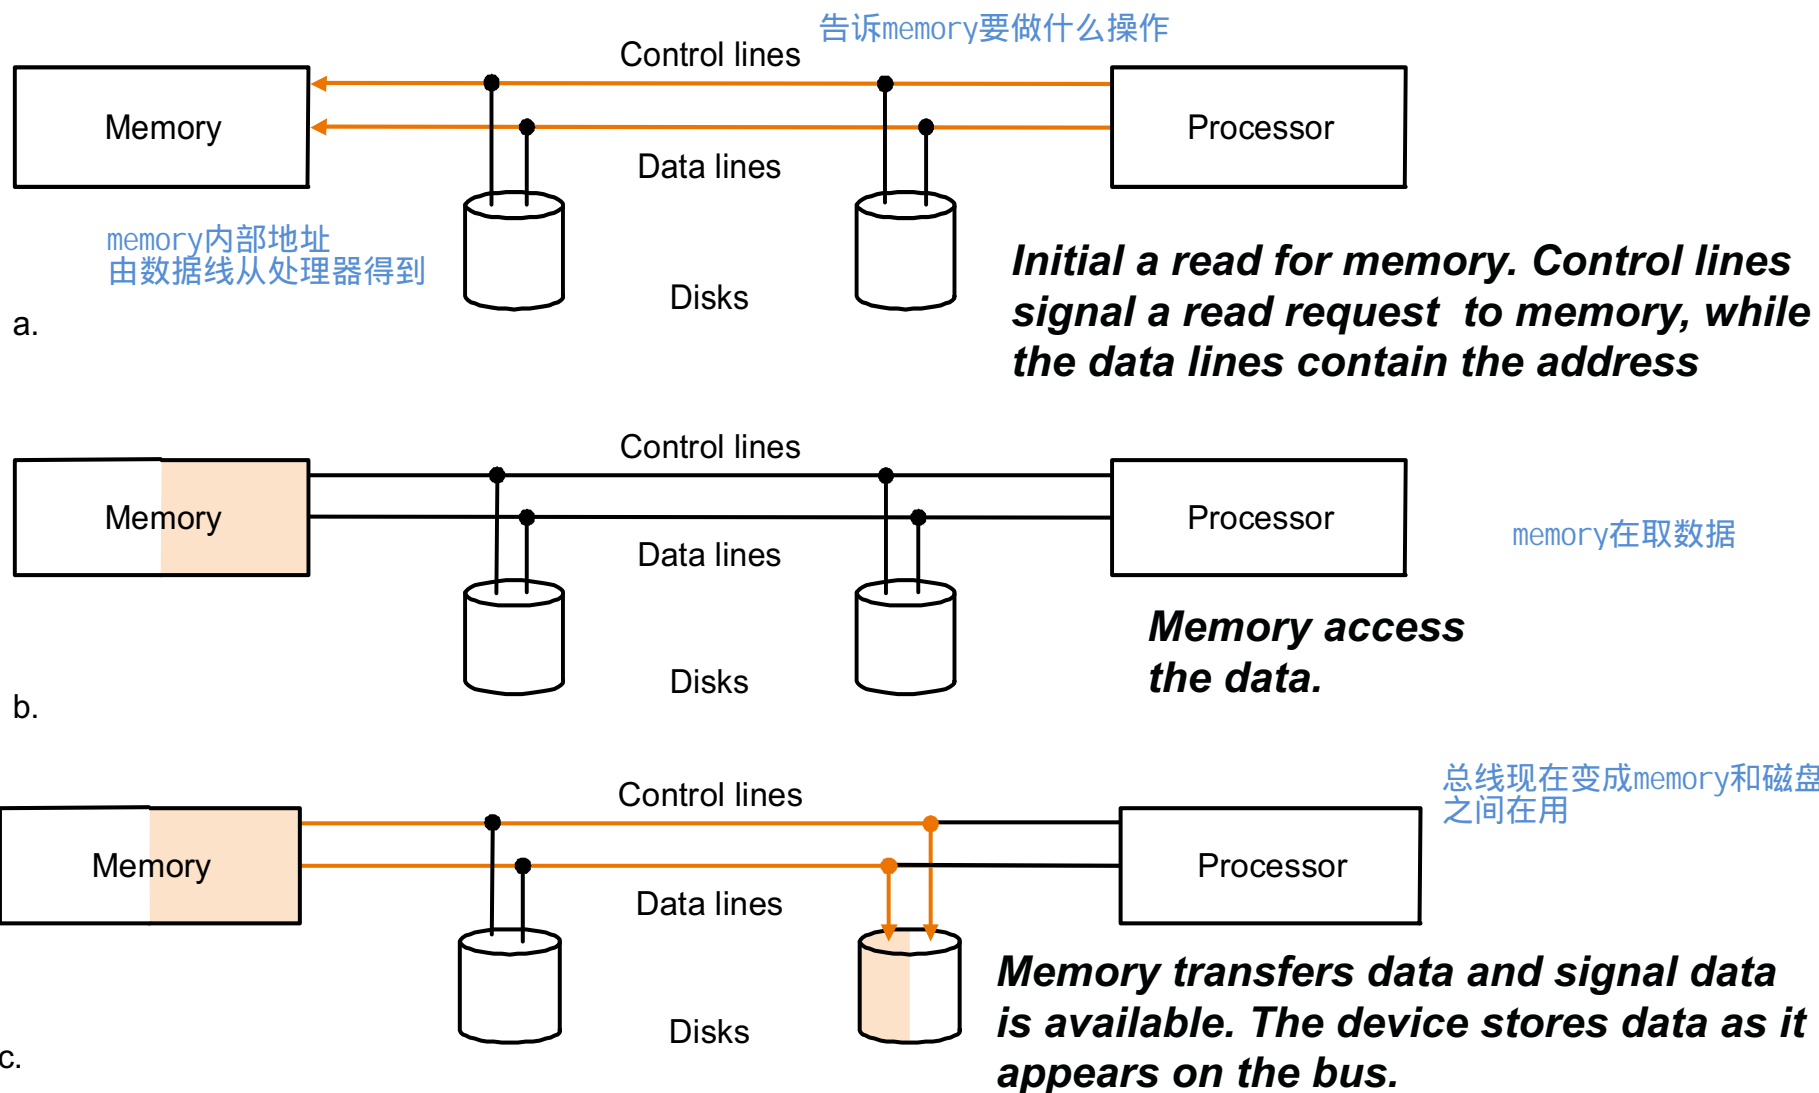 告诉memory要做什么操作
Control lines
Memory
Processor
Data lines
memory内部地址
由数据线从处理器得到
Disks
Initial a read for memory. Control lines
signal a read request to memory, while
the data lines contain the address
a.
Control lines
Memory
Processor
memory在取数据
Data lines
Memory access
the data.
Disks
b.
总线现在变成memory和磁盘
之间在用
Control lines
Memory
Processor
Data lines
Memory transfers data and signal data
is available. The device stores data as it
appears on the bus.
Disks
c.